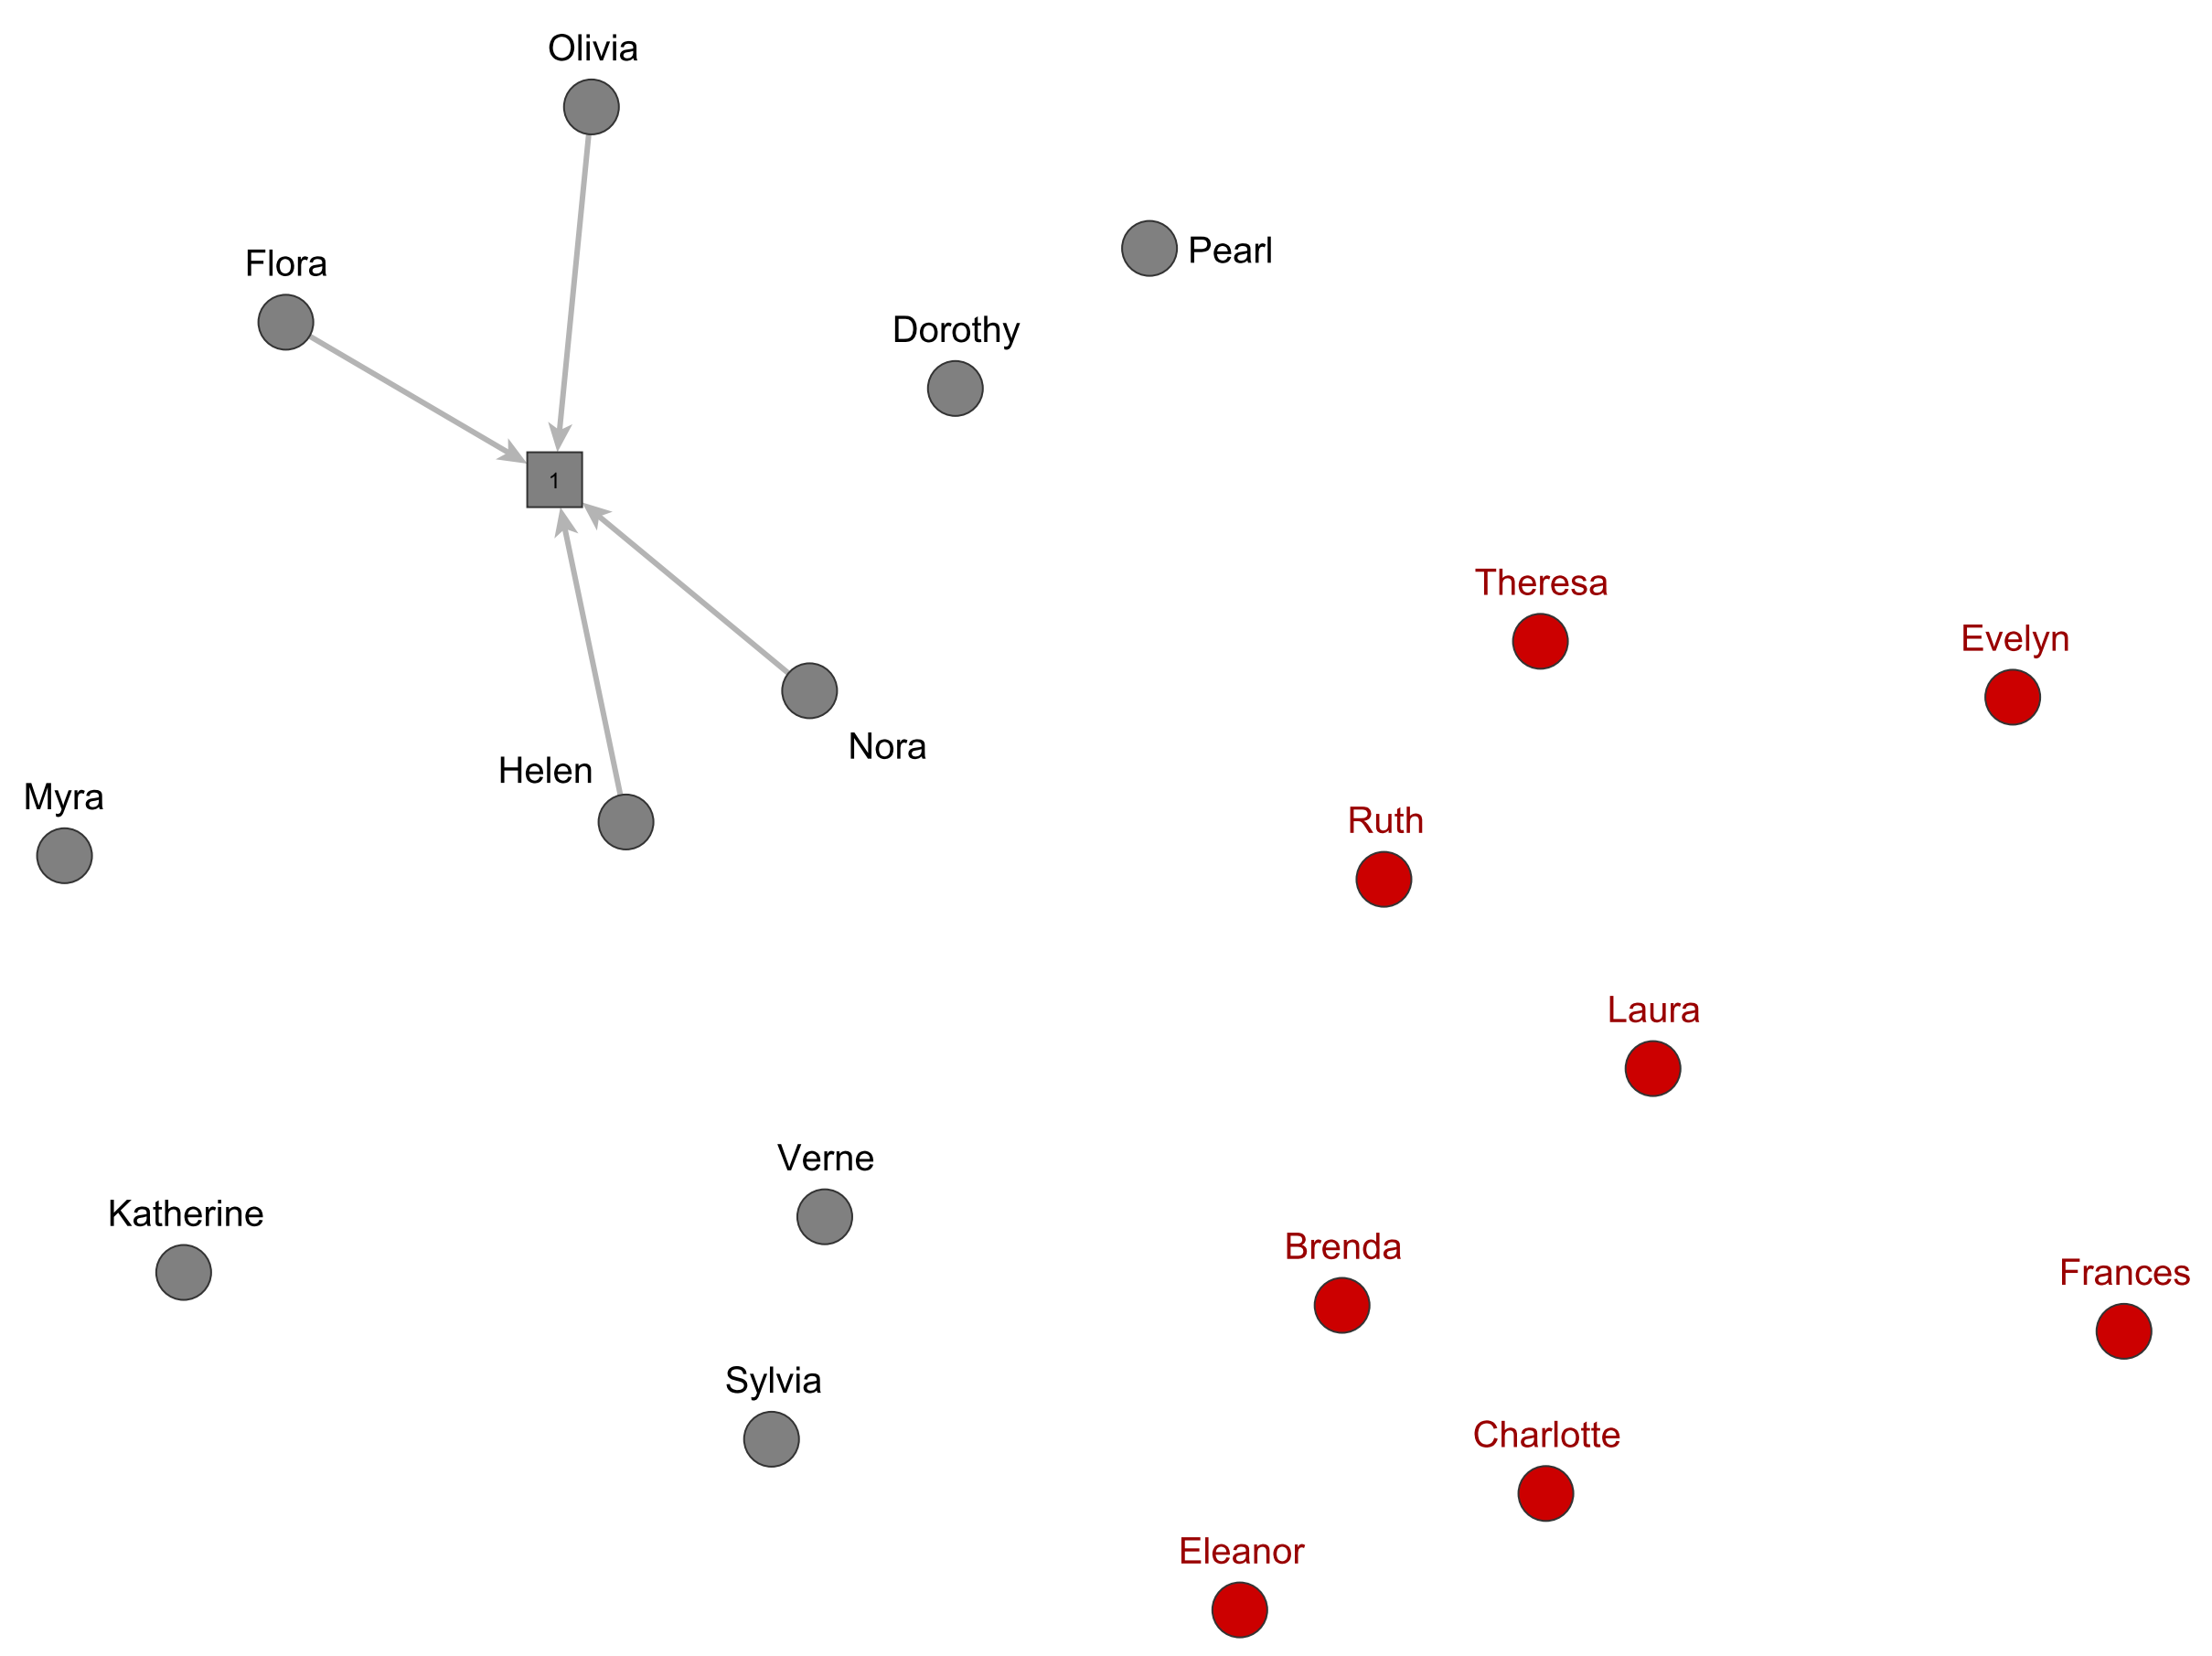 Olivia
Pearl
Flora
Dorothy
1
Theresa
Evelyn
Nora
Helen
Myra
Ruth
Laura
Verne
Katherine
Brenda
Frances
Sylvia
Charlotte
Eleanor